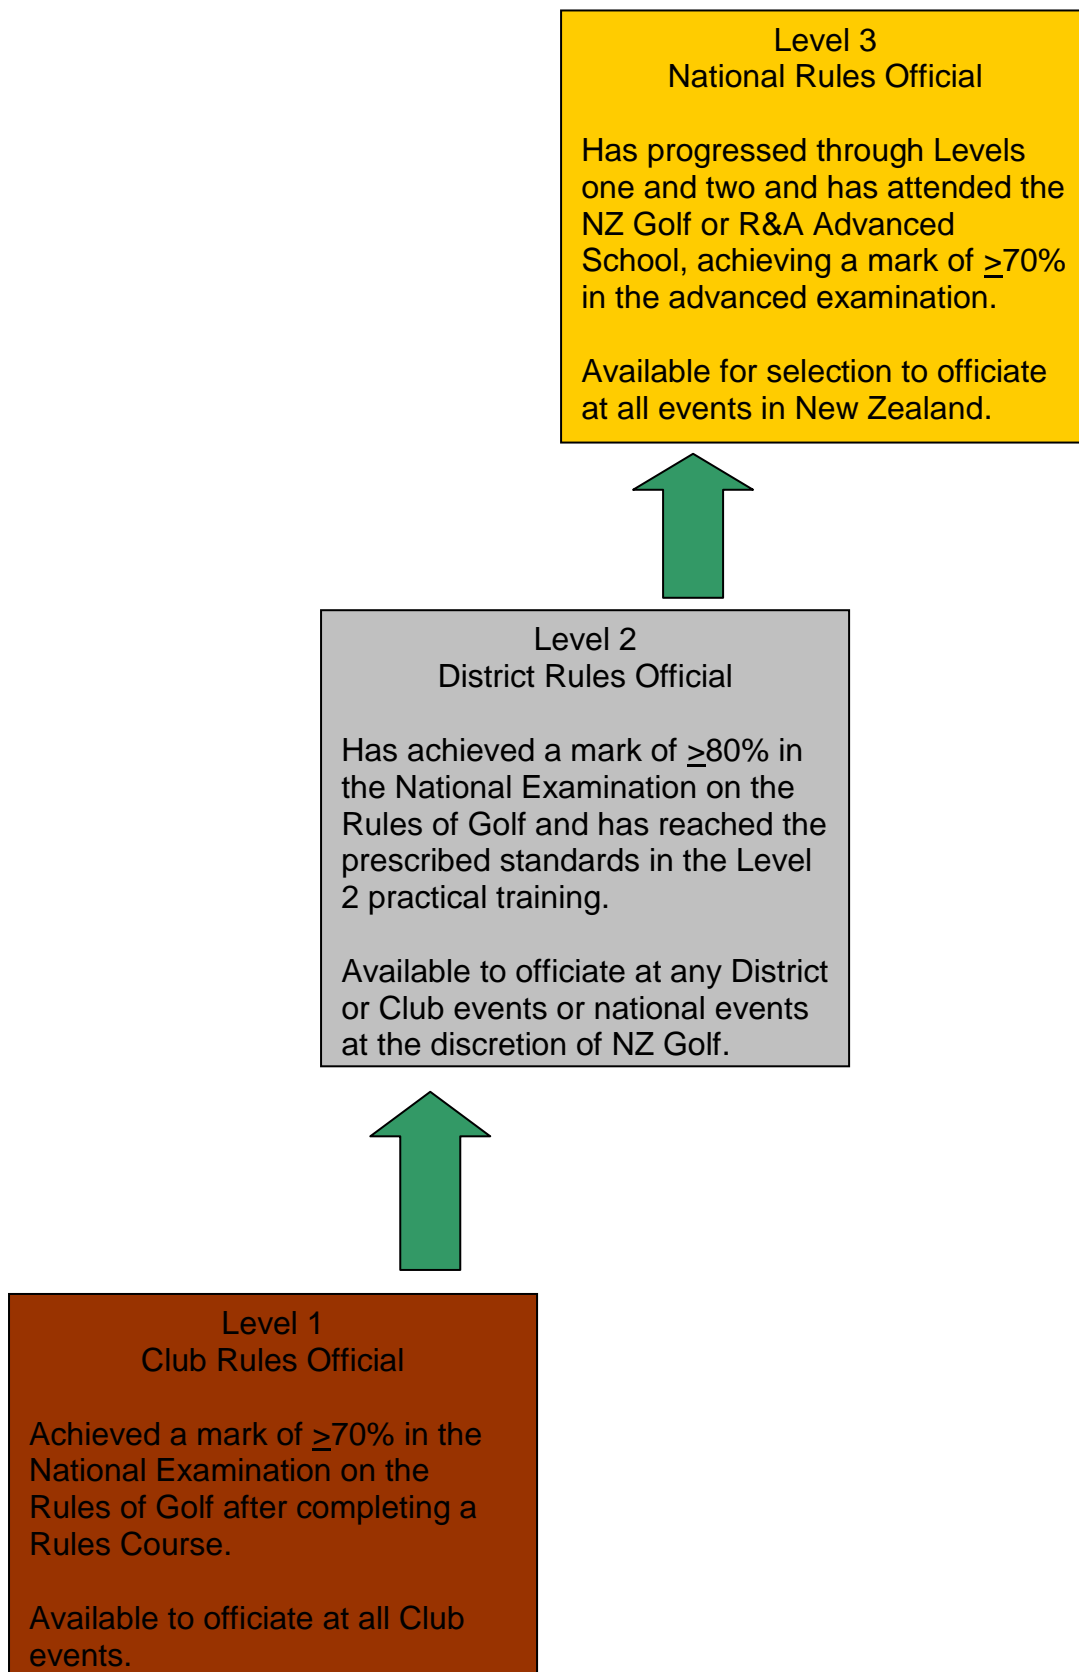 Level 3
National Rules Official
Has progressed through Levels
one and two and has attended the
NZ Golf or R&A Advanced
School, achieving a mark of ≥70%
in the advanced examination.
Available for selection to officiate
at all events in New Zealand.
Level 2
District Rules Official
Has achieved a mark of ≥80% in
the National Examination on the
Rules of Golf and has reached the
prescribed standards in the Level
2 practical training.
Available to officiate at any District
or Club events or national events
at the discretion of NZ Golf.
Level 1
Club Rules Official
Achieved a mark of ≥70% in the
National Examination on the
Rules of Golf after completing a
Rules Course.
Available to officiate at all Club
events.